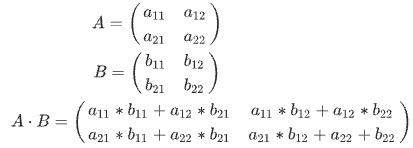 A = ( a₁₁ a₁₂
a₂₁ a₂₂ )
B = ( b₁₁ b₁₂
b₂₁ b₂₂ )
A · B = ( a₁₁ * b₁₁ + a₁₂ * b₂₁ a₁₁ * b₁₂ + a₁₂ * b₂₂
a₂₁ * b₁₁ + a₂₂ * b₂₁ a₂₁ * b₁₂ + a₂₂ + b₂₂ )